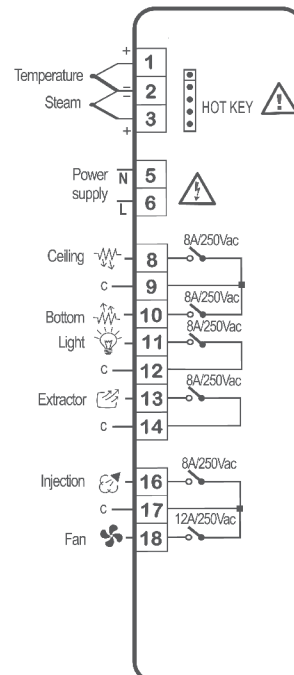 +
1
Temperature
− 2
Steam −
3
+
HOT KEY
Power N 5
supply L 6
8A/250Vac
Ceiling 8
c 9
8A/250Vac
Bottom 10
8A/250Vac
Light 11
c 12
8A/250Vac
Extractor 13
c 14
8A/250Vac
Injection 16
c 17
12A/250Vac
Fan 18